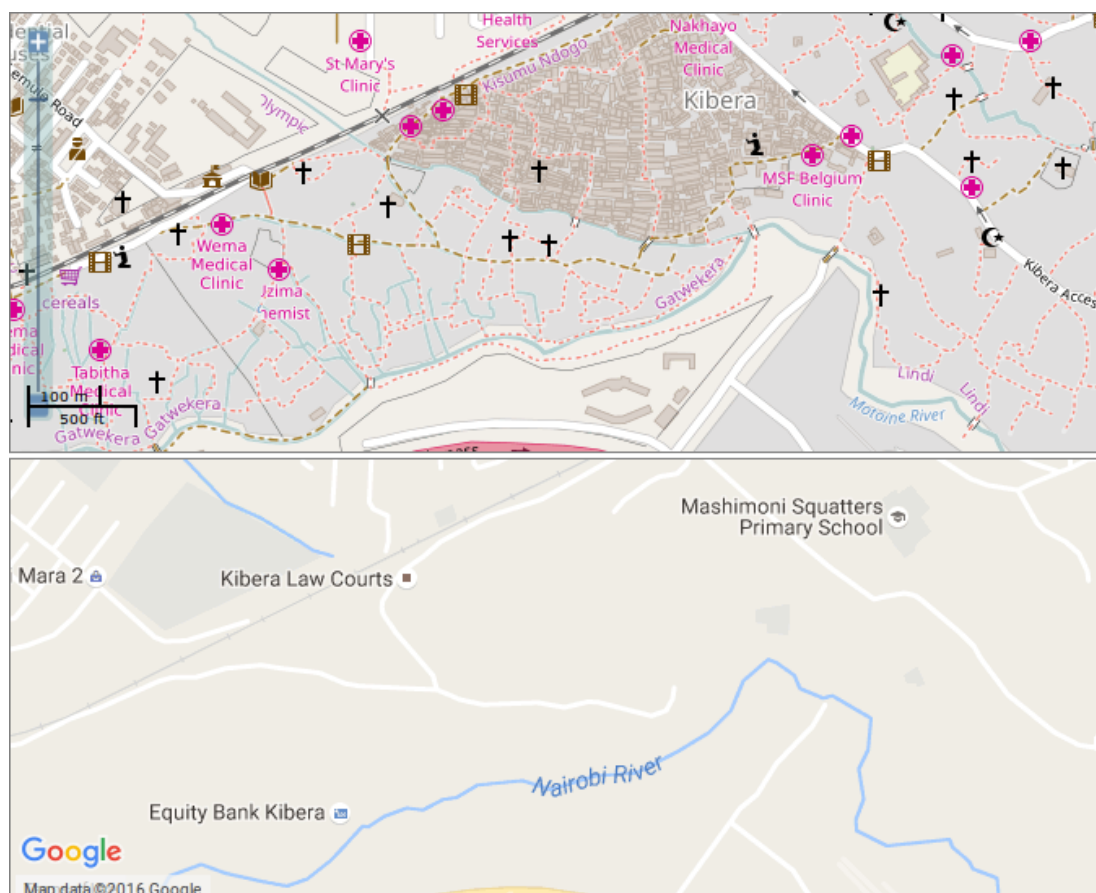 Health
Services
Nakhayo
Medical
Clinic
St Mary's
Clinic
Kisumu Ndogo
Kibera
Olympic
MSF Belgium
Clinic
Wema
Medical
Clinic
cereals
Tabitha
Medical
Clinic
Gatwekera
Kibera Acces
Lindi
Lindi
Motoine River
100 m
500 ft
Gatwekera
Gatwekera
Mashimoni Squatters
Primary School
Mara 2
Kibera Law Courts
Nairobi River
Equity Bank Kibera
Google
Map data ©2016 Google